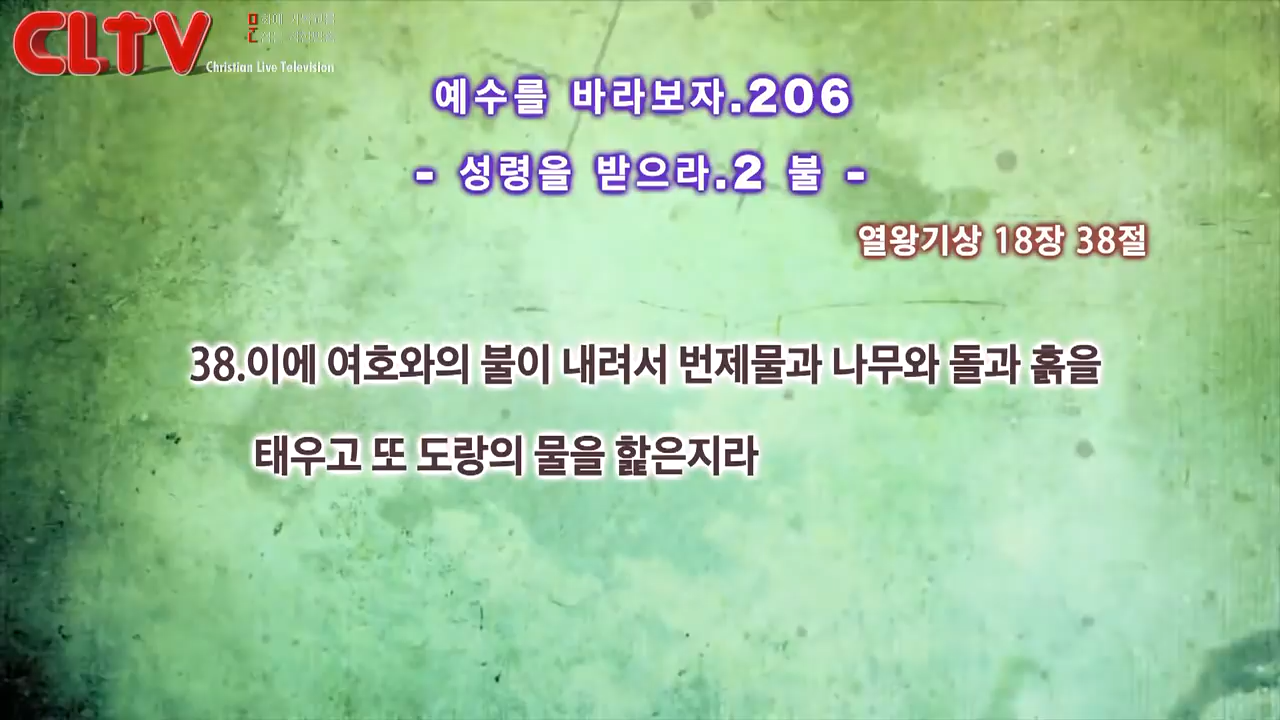 CLTV
Christian Live Television
예수를 바라보자.206
- 성령을 받으라.2 불 -
열왕기상 18장 38절
38.이에 여호와의 불이 내려서 번제물과 나무와 돌과 흙을
태우고 또 도랑의 물을 핥은지라